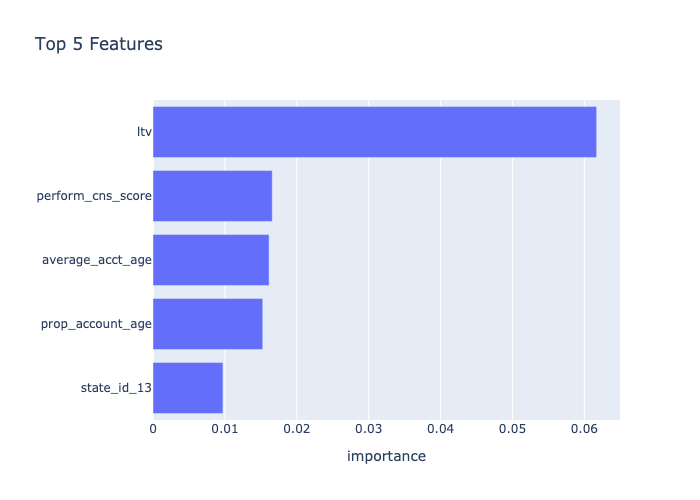 Top 5 Features
ltv
perform_cns_score
average_acct_age
prop_account_age
state_id_13
0 0.01 0.02 0.03 0.04 0.05 0.06
importance